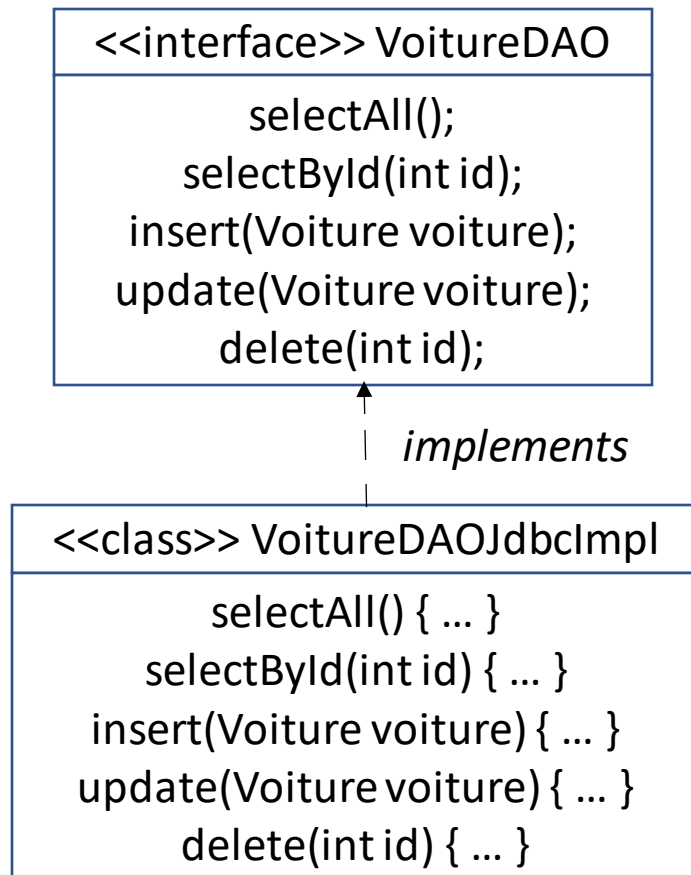 <<interface>> VoitureDAO
selectAll();
selectById(int id);
insert(Voiture voiture);
update(Voiture voiture);
delete(int id);
implements
<<class>> VoitureDAOJdbcImpl
selectAll() { … }
selectById(int id) { … }
insert(Voiture voiture) { … }
update(Voiture voiture) { … }
delete(int id) { … }